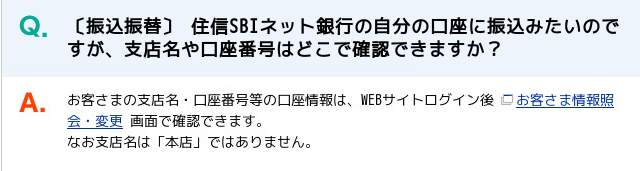 Q. 〔振込振替〕 住信SBIネット銀行の自分の口座に振込みたいので
すが、支店名や口座番号はどこで確認できますか？
A. お客さまの支店名・口座番号等の口座情報は、WEBサイトログイン後 お客さま情報照
会・変更 画面で確認できます。
なお支店名は「本店」ではありません。